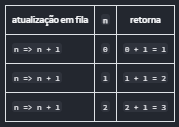 atualização em fila n retorna
n => n + 1 0 0 + 1 = 1
n => n + 1 1 1 + 1 = 2
n => n + 1 2 2 + 1 = 3